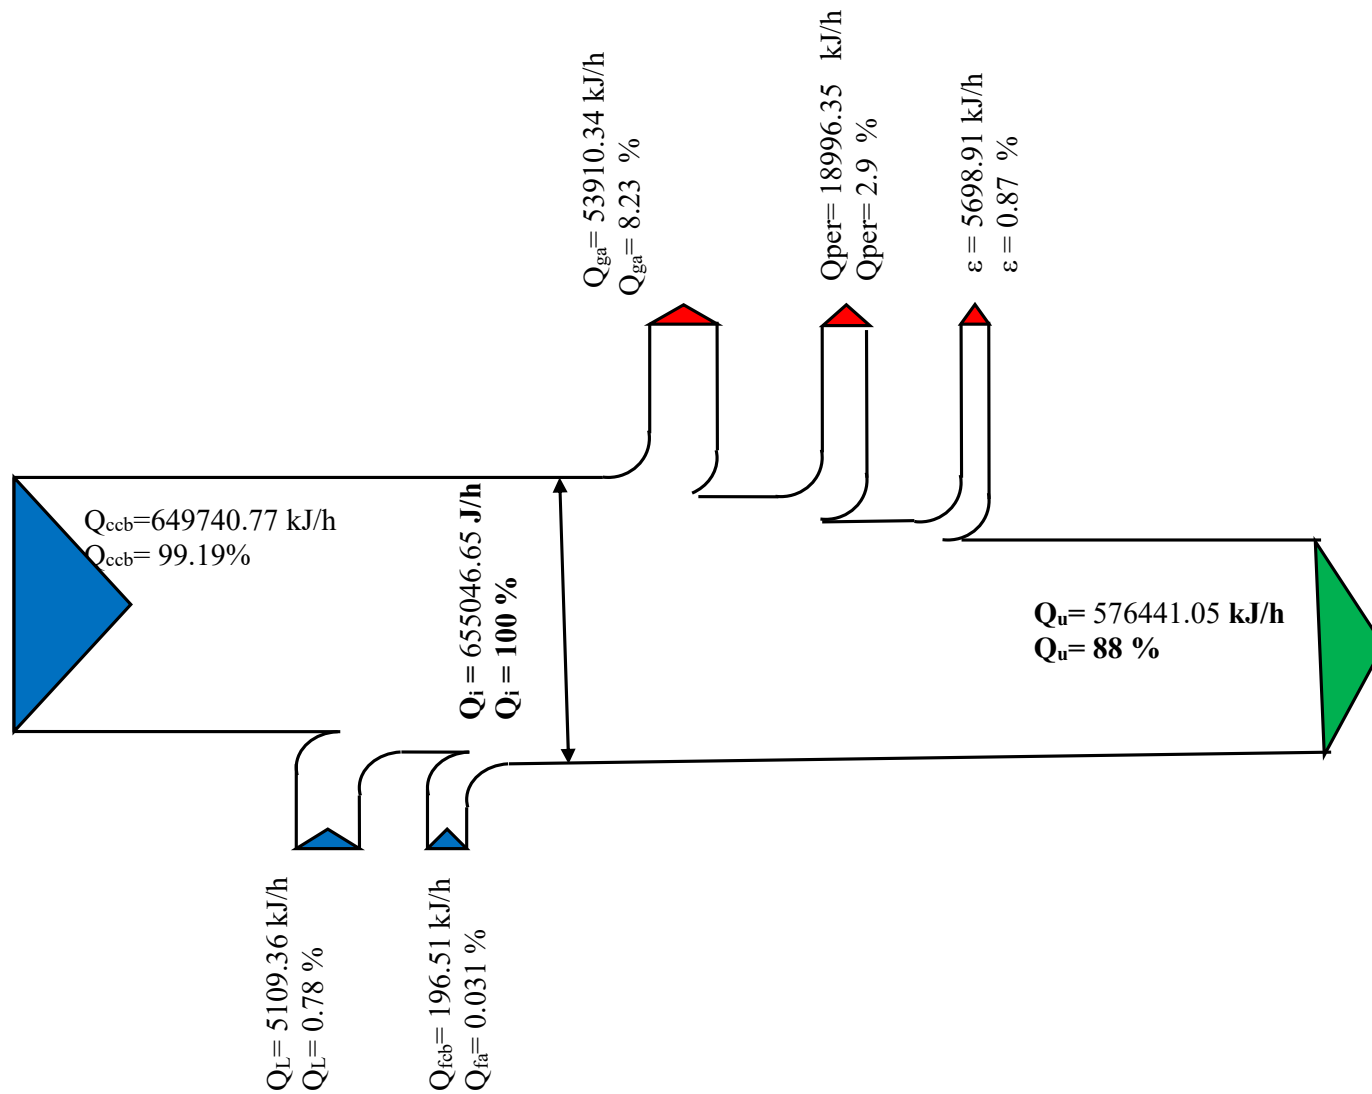 Qga= 53910.34 kJ/h
Qga= 8.23 %
Qper= 18996.35 kJ/h
Qper= 2.9 %
ε = 5698.91 kJ/h
ε = 0.87 %
Qccb=649740.77 kJ/h
Qccb= 99.19%
Qi = 655046.65 J/h
Qi = 100 %
Qu= 576441.05 kJ/h
Qu= 88 %
QL= 5109.36 kJ/h
QL= 0.78 %
Qfcb= 196.51 kJ/h
Qfa= 0.031 %